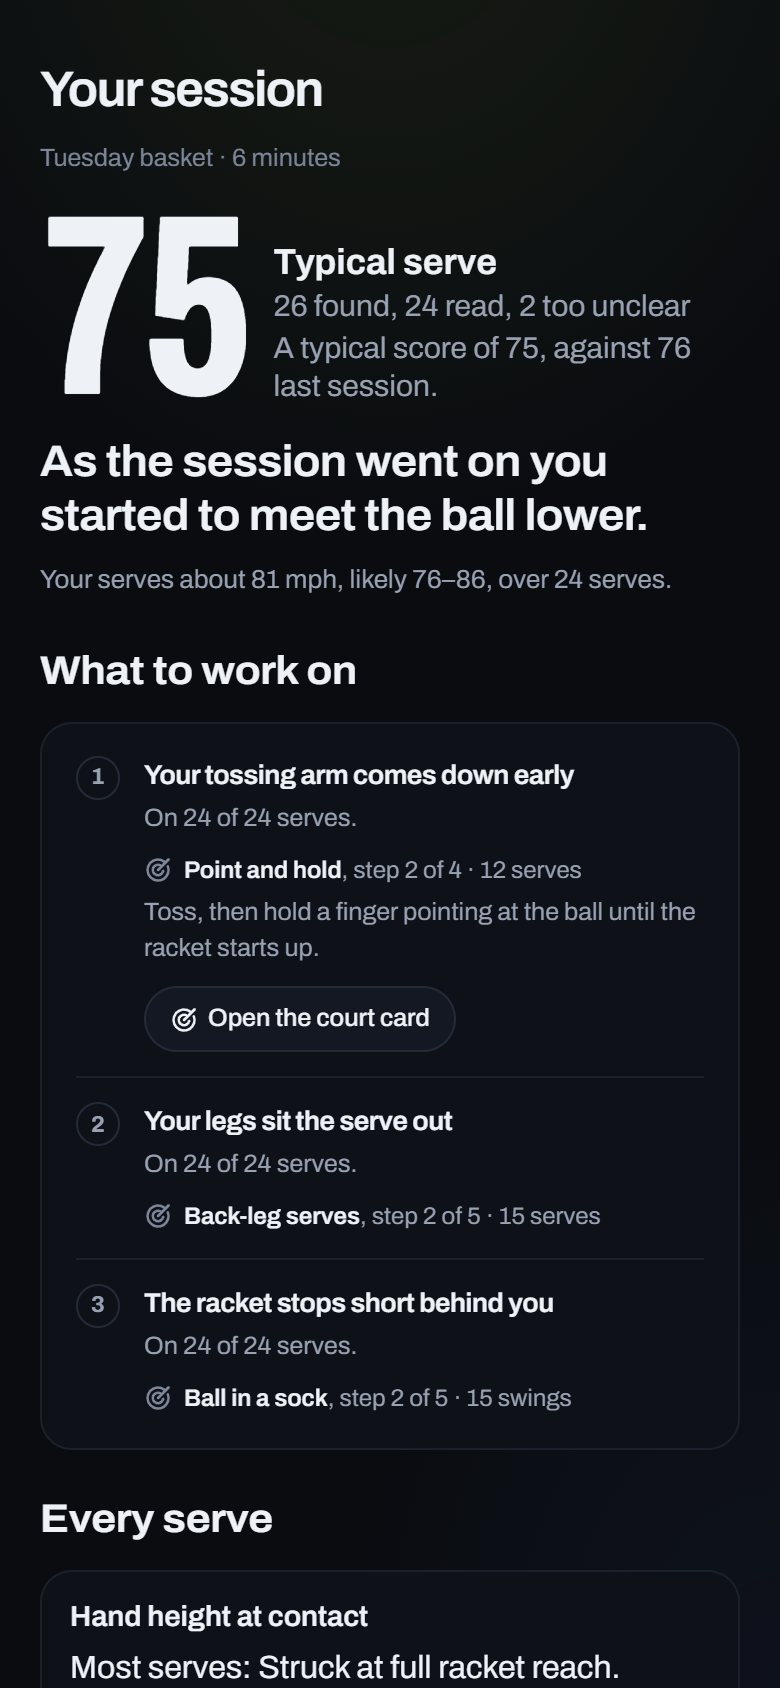 Your session
Tuesday basket · 6 minutes
75
Typical serve
26 found, 24 read, 2 too unclear
A typical score of 75, against 76
last session.
As the session went on you
started to meet the ball lower.
Your serves about 81 mph, likely 76–86, over 24 serves.
What to work on
1
Your tossing arm comes down early
On 24 of 24 serves.
Point and hold, step 2 of 4 · 12 serves
Toss, then hold a finger pointing at the ball until the
racket starts up.
Open the court card
2
Your legs sit the serve out
On 24 of 24 serves.
Back-leg serves, step 2 of 5 · 15 serves
3
The racket stops short behind you
On 24 of 24 serves.
Ball in a sock, step 2 of 5 · 15 swings
Every serve
Hand height at contact
Most serves: Struck at full racket reach.